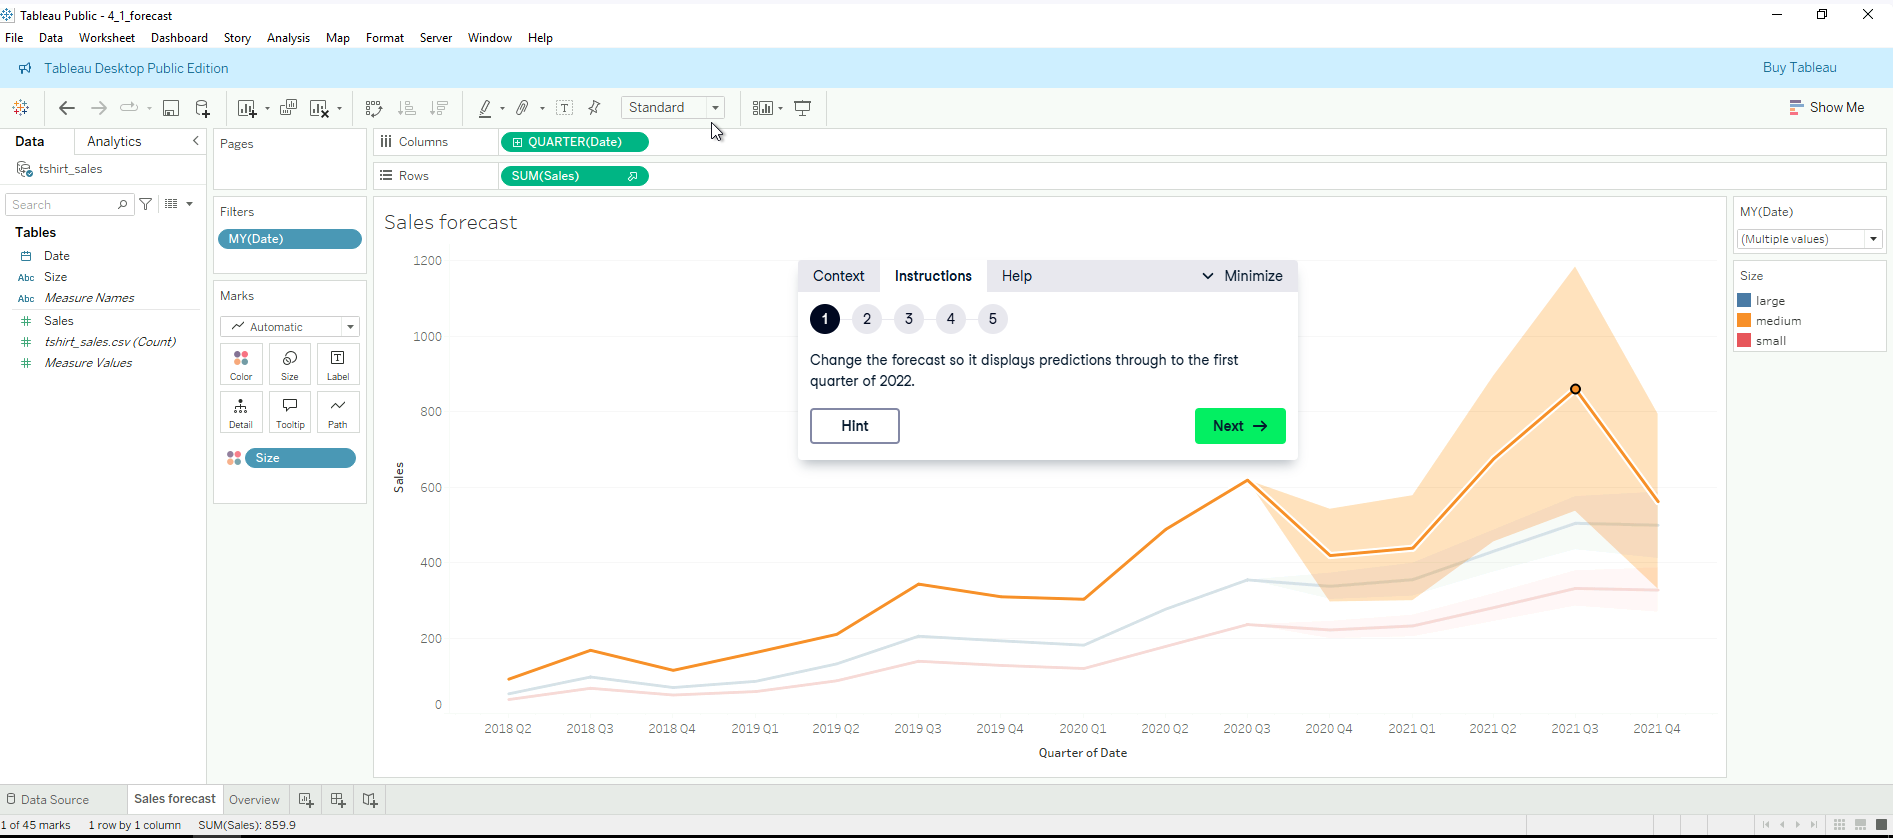 Tableau Public - 4_1_forecast
File Data Worksheet Dashboard Story Analysis Map Format Server Window Help
Tableau Desktop Public Edition
Buy Tableau
Standard
Show Me
Data
Analytics
tshirt_sales
Search
Tables
Date
Abc Size
Abc Measure Names
Sales
tshirt_sales.csv (Count)
Measure Values
Pages
Filters
MY(Date)
Marks
Automatic
Color Size Label
Detail Tooltip Path
Size
Columns
QUARTER(Date)
Rows
SUM(Sales)
Sales forecast
1200
1000
800
600
400
200
0
Sales
2018 Q2 2018 Q3 2018 Q4 2019 Q1 2019 Q2 2019 Q3 2019 Q4 2020 Q1 2020 Q2 2020 Q3 2020 Q4 2021 Q1 2021 Q2 2021 Q3 2021 Q4
Quarter of Date
Context Instructions Help Minimize
1 2 3 4 5
Change the forecast so it displays predictions through to the first
quarter of 2022.
HInt
Next
MY(Date)
(Multiple values)
Size
large
medium
small
Data Source Sales forecast Overview
1 of 45 marks 1 row by 1 column SUM(Sales): 859.9